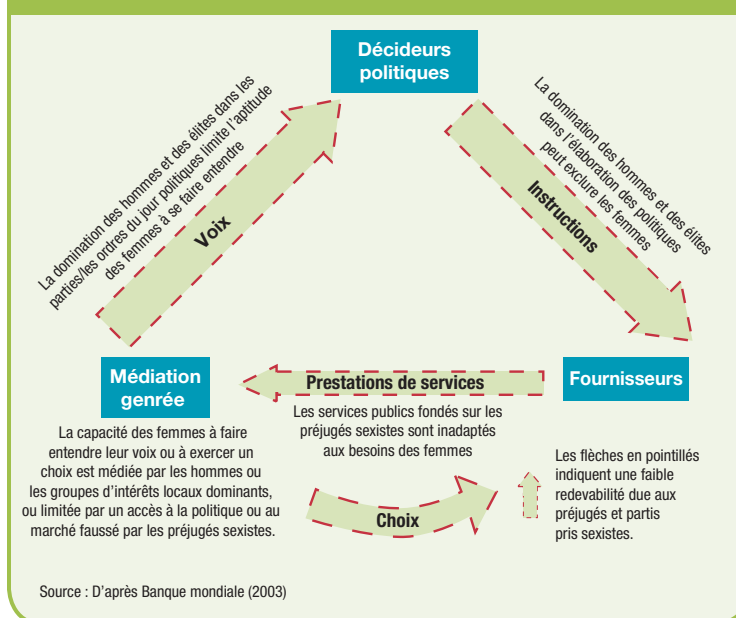 Décideurs
politiques
La domination des hommes et des élites dans les
parties/les ordres du jour politiques limite l'aptitude
des femmes à se faire entendre
Voix
La domination des hommes et des élites
dans l'élaboration des politiques
peut exclure les femmes
Instructions
Médiation
genrée
Prestations de services
Fournisseurs
Les services publics fondés sur les
préjugés sexistes sont inadaptés
aux besoins des femmes
La capacité des femmes à faire
entendre leur voix ou à exercer un
choix est médiée par les hommes ou
les groupes d'intérêts locaux dominants,
ou limitée par un accès à la politique ou au
marché faussé par les préjugés sexistes.
Choix
Les flèches en pointillés
indiquent une faible
redevabilité due aux
préjugés et partis
pris sexistes.
Source : D'après Banque mondiale (2003)